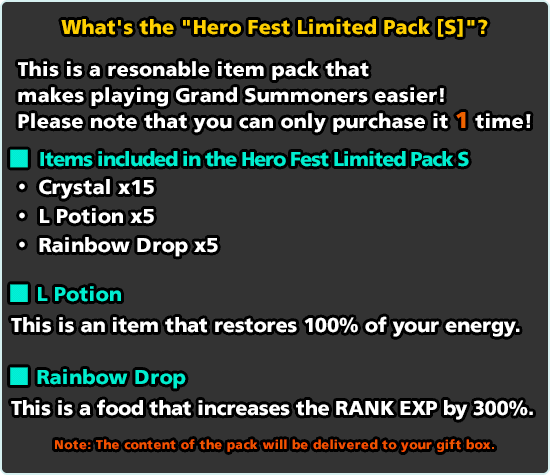 What's the "Hero Fest Limited Pack [S]"?
This is a resonable item pack that
makes playing Grand Summoners easier!
Please note that you can only purchase it 1 time!
■ Items included in the Hero Fest Limited Pack S
• Crystal x15
• L Potion x5
• Rainbow Drop x5
■ L Potion
This is an item that restores 100% of your energy.
■ Rainbow Drop
This is a food that increases the RANK EXP by 300%.
Note: The content of the pack will be delivered to your gift box.